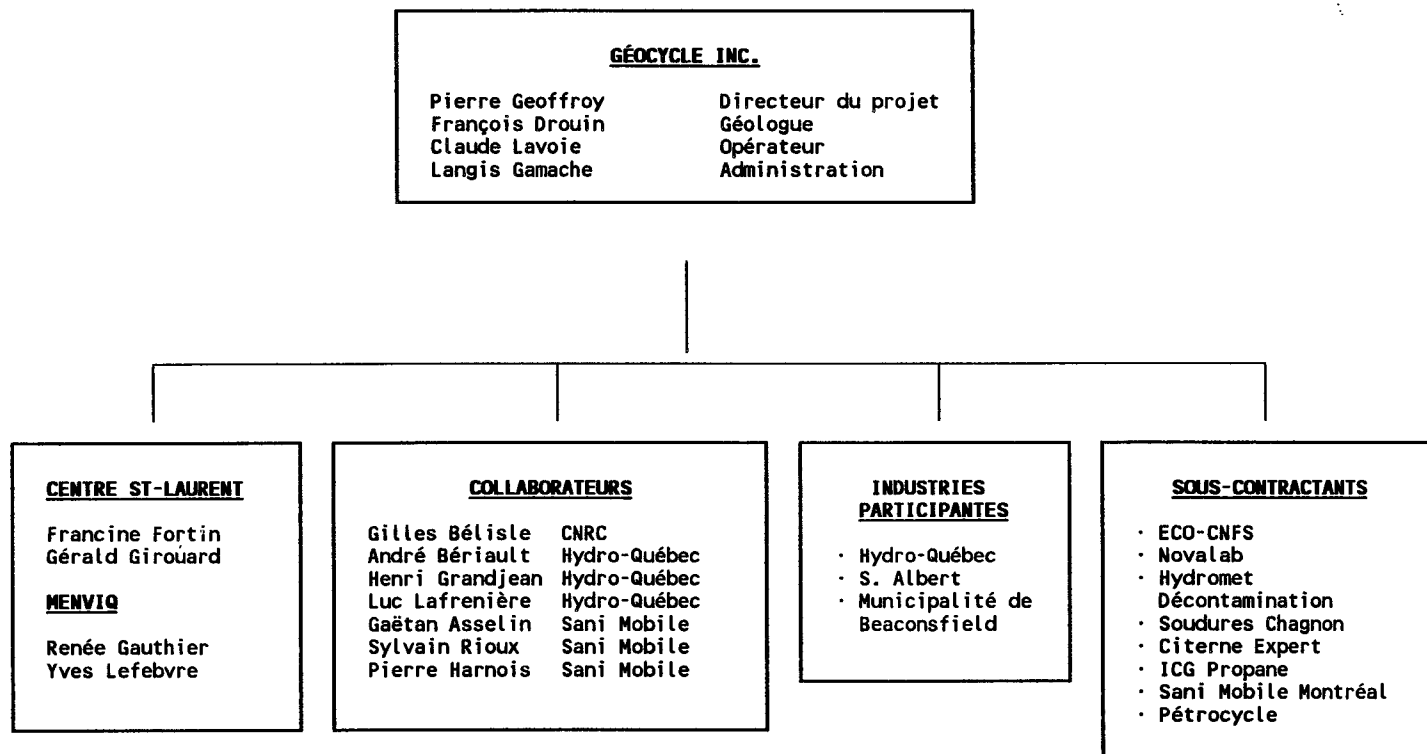 GÉOCYCLE INC.
Pierre Geoffroy Directeur du projet
François Drouin Géologue
Claude Lavoie Opérateur
Langis Gamache Administration
CENTRE ST-LAURENT
Francine Fortin
Gérald Girouard
MENVIQ
Renée Gauthier
Yves Lefebvre
COLLABORATEURS
Gilles Bélisle CNRC
André Bériault Hydro-Québec
Henri Grandjean Hydro-Québec
Luc Lafrenière Hydro-Québec
Gaëtan Asselin Sani Mobile
Sylvain Rioux Sani Mobile
Pierre Harnois Sani Mobile
INDUSTRIES
PARTICIPANTES
· Hydro-Québec
· S. Albert
· Municipalité de
Beaconsfield
SOUS-CONTRACTANTS
· ECO-CNFS
· Novalab
· Hydromet
Décontamination
· Soudures Chagnon
· Citerne Expert
· ICG Propane
· Sani Mobile Montréal
· Pétrocycle